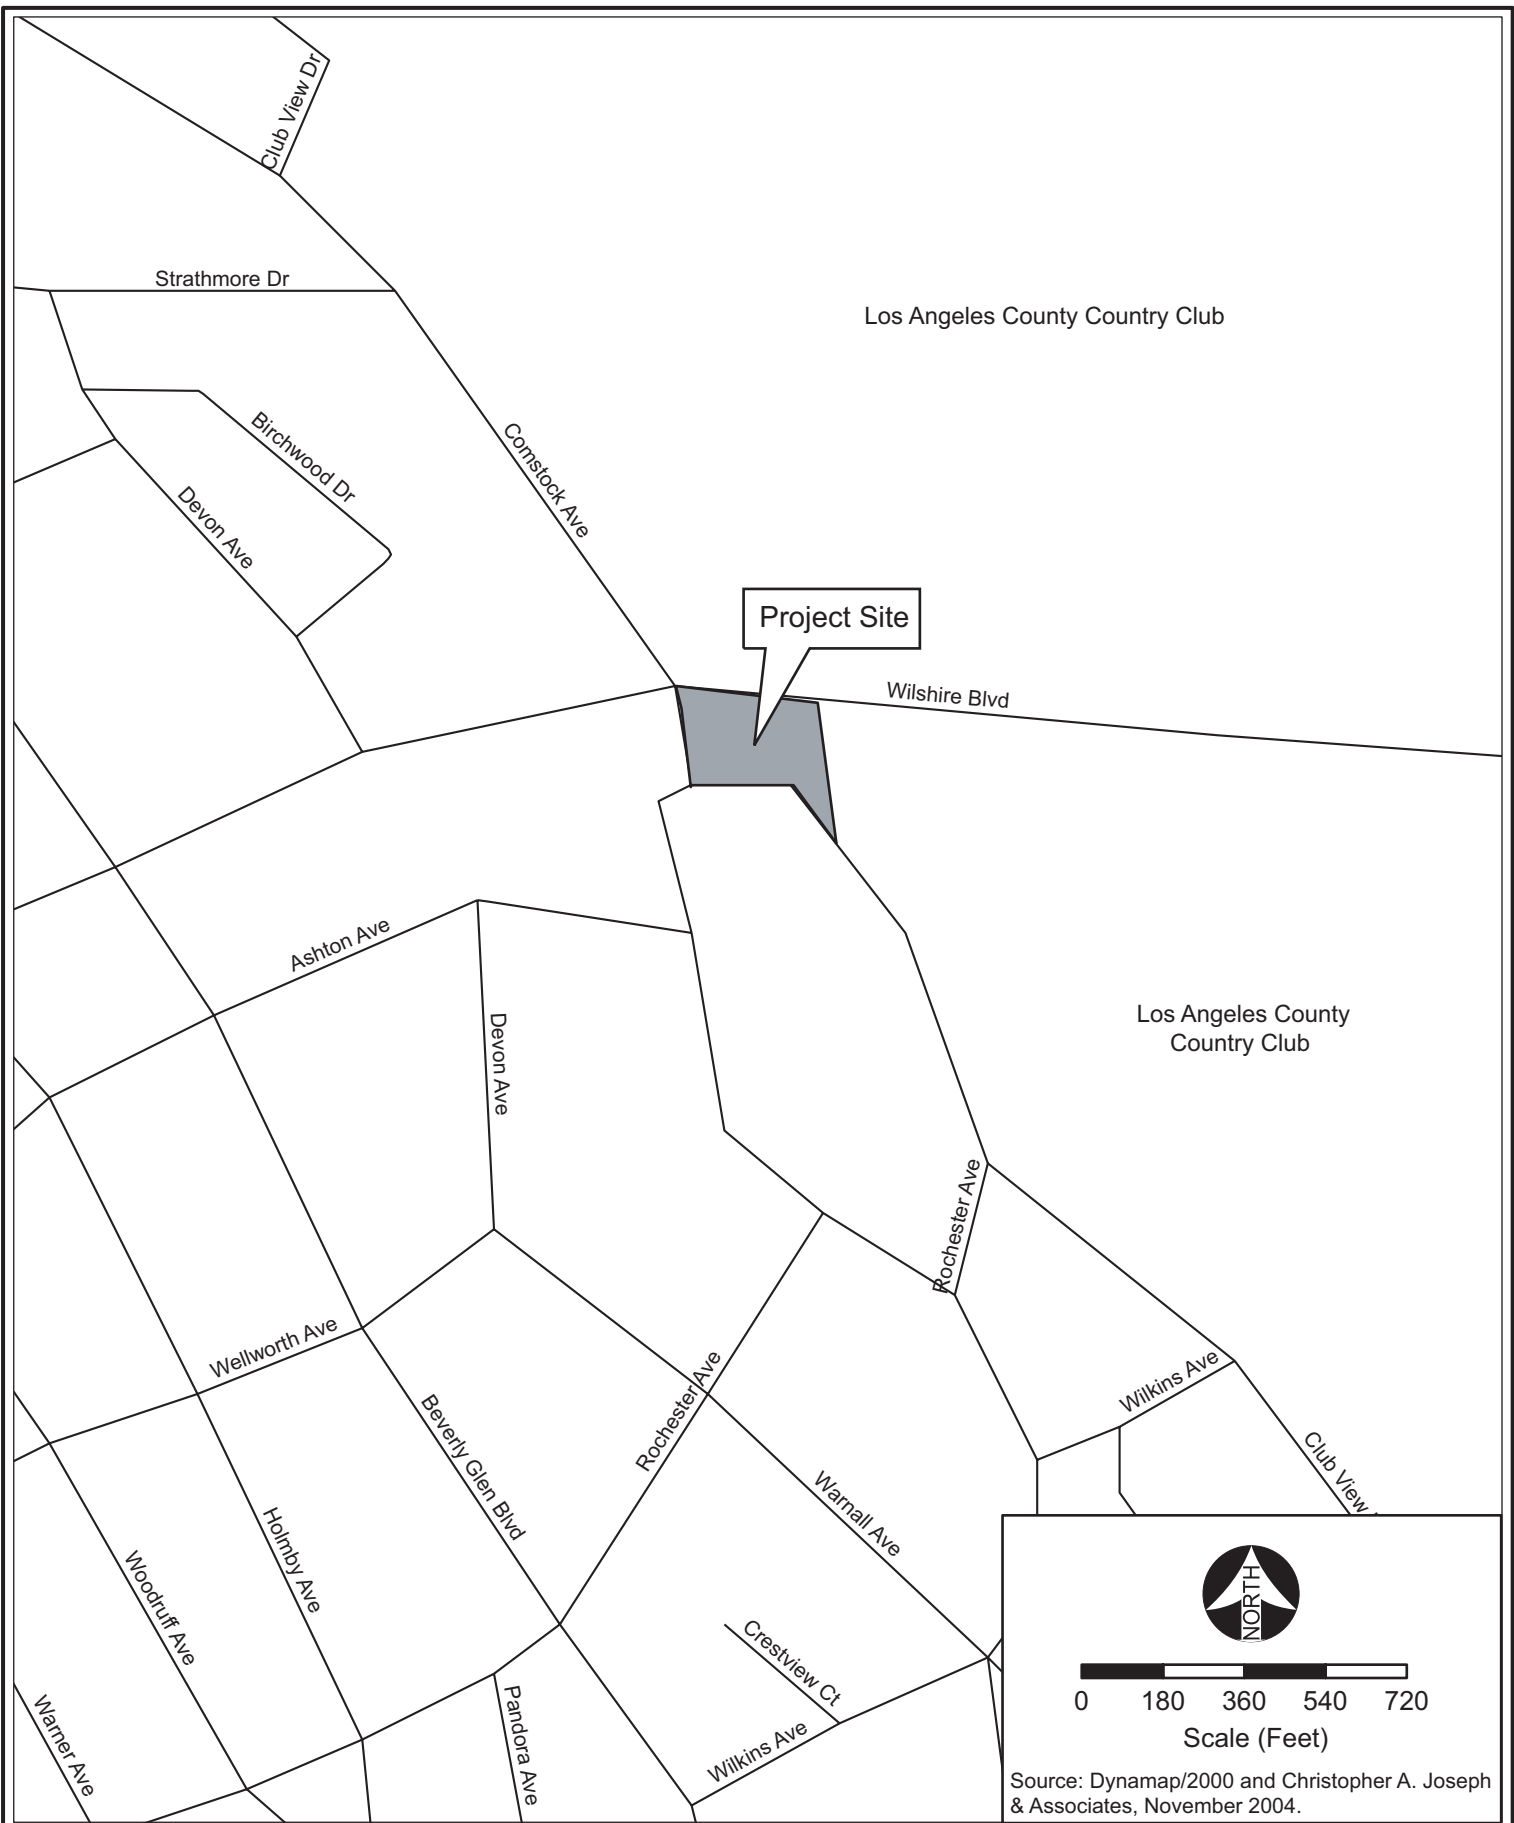 Club View Dr
Strathmore Dr
Los Angeles County Country Club
Birchwood Dr
Comstock Ave
Devon Ave
Project Site
Wilshire Blvd
Ashton Ave
Devon Ave
Los Angeles County
Country Club
Rochester Ave
Wellworth Ave
Rochester Ave
Wilkins Ave
Beverly Glen Blvd
Club View
Warnall Ave
Holmby Ave
Woodruff Ave
Crestview Ct
Pandora Ave
Warner Ave
Wilkins Ave
NORTH
0 180 360 540 720
Scale (Feet)
Source: Dynamap/2000 and Christopher A. Joseph
& Associates, November 2004.